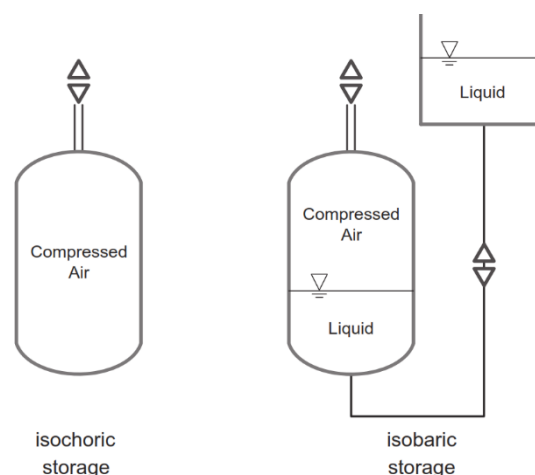 Liquid
Compressed
Air
Compressed
Air
Liquid
isochoric
storage
isobaric
storage